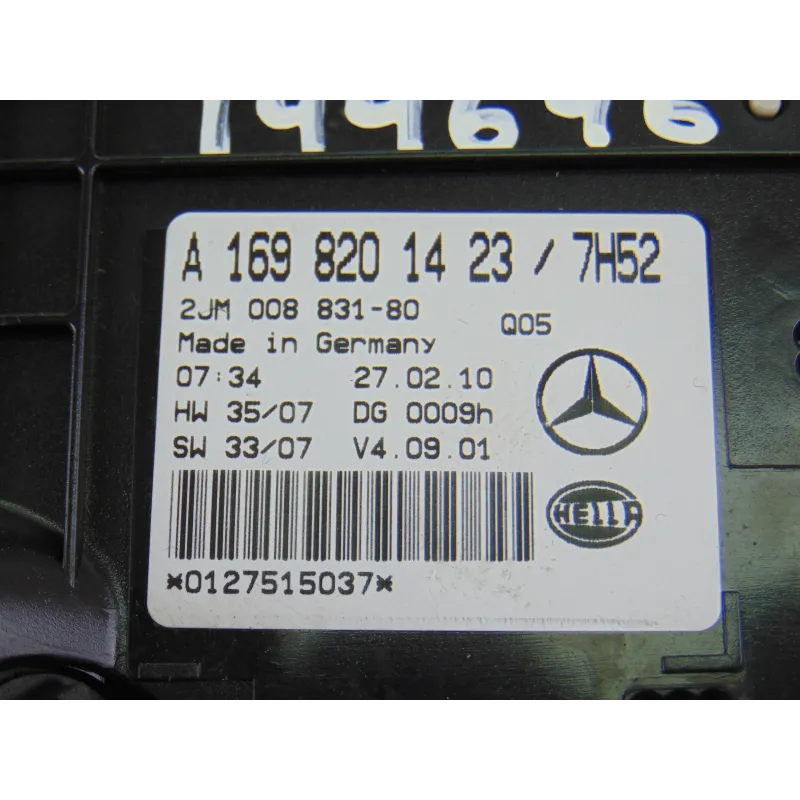 199696
A 169 820 14 23 / 7H52
2JM 008 831-80
Q05
Made in Germany
07:34 27.02.10
HW 35/07 DG 0009h
SW 33/07 V4.09.01
HELLA
*0127515037*